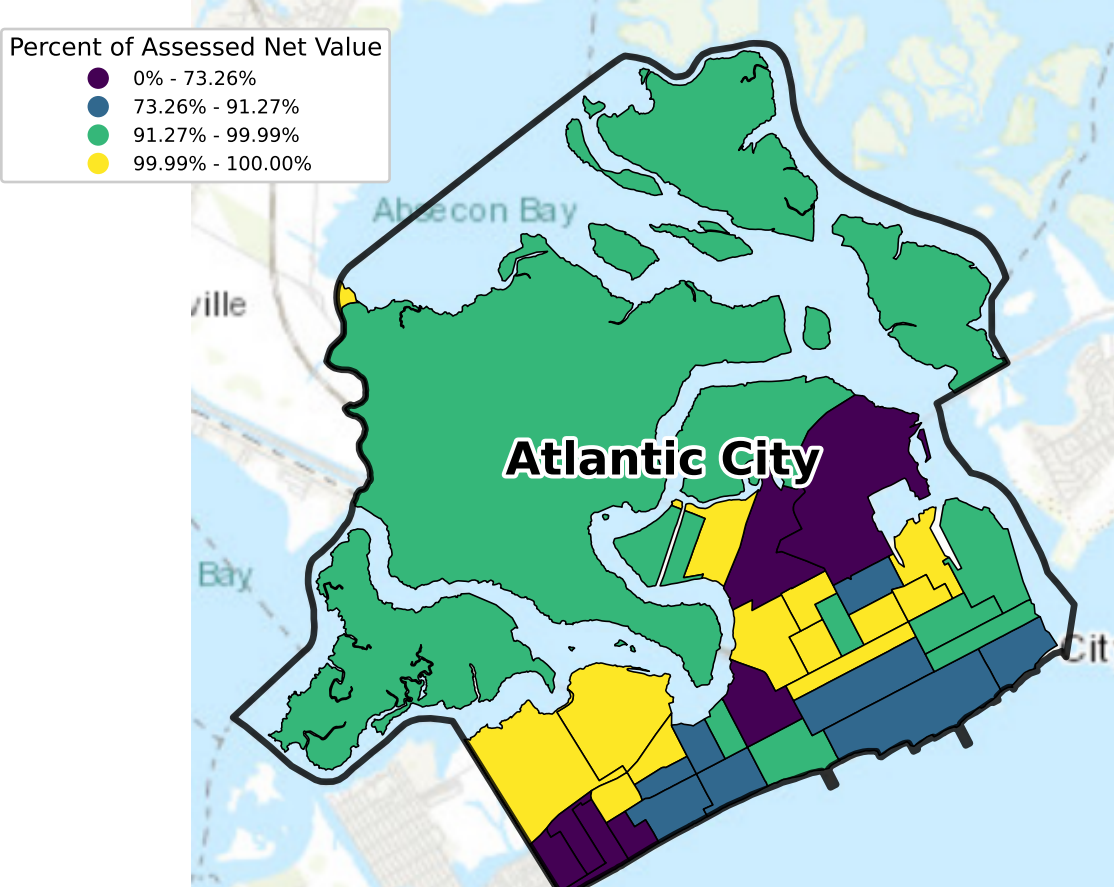 Percent of Assessed Net Value
0% - 73.26%
73.26% - 91.27%
91.27% - 99.99%
99.99% - 100.00%
Absecon Bay
ville
Atlantic City
Bay
Cit